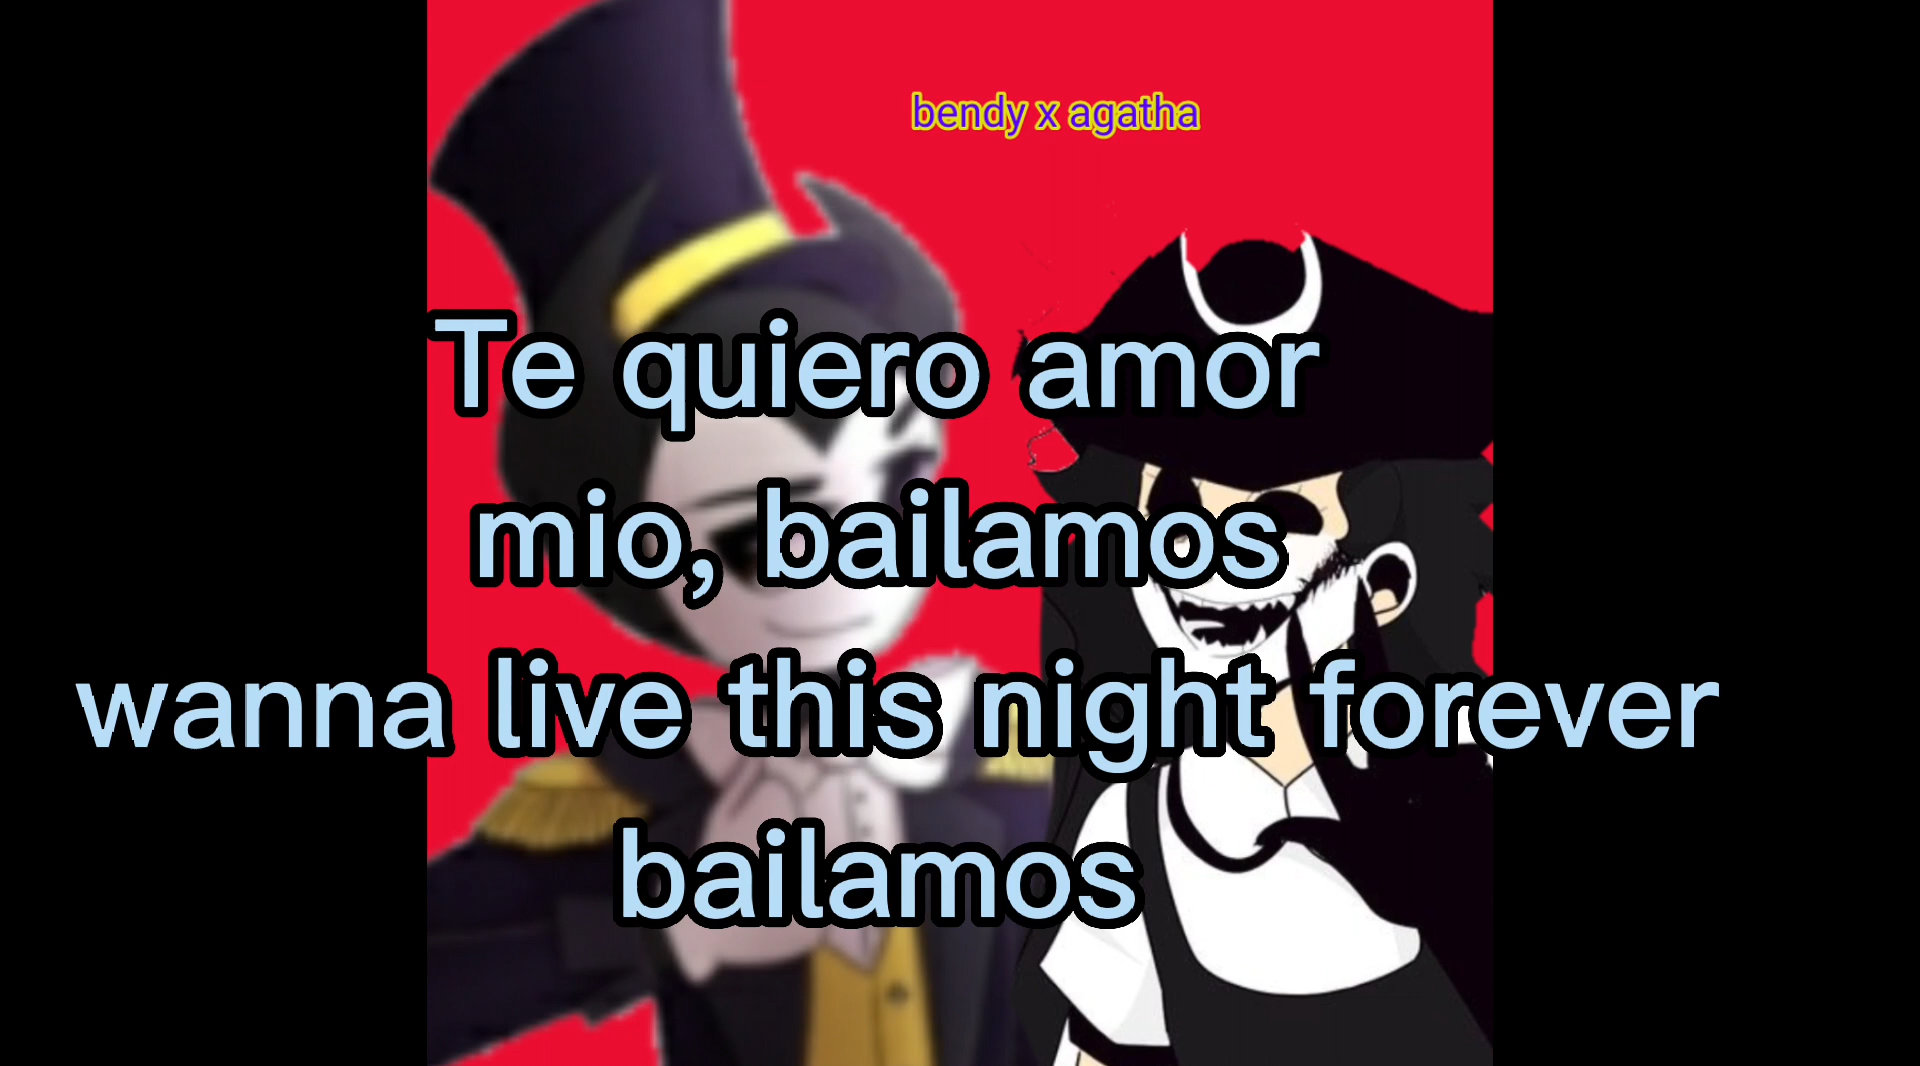 bendy x agatha
Te quiero amor
mio, bailamos
wanna live this night forever
bailamos